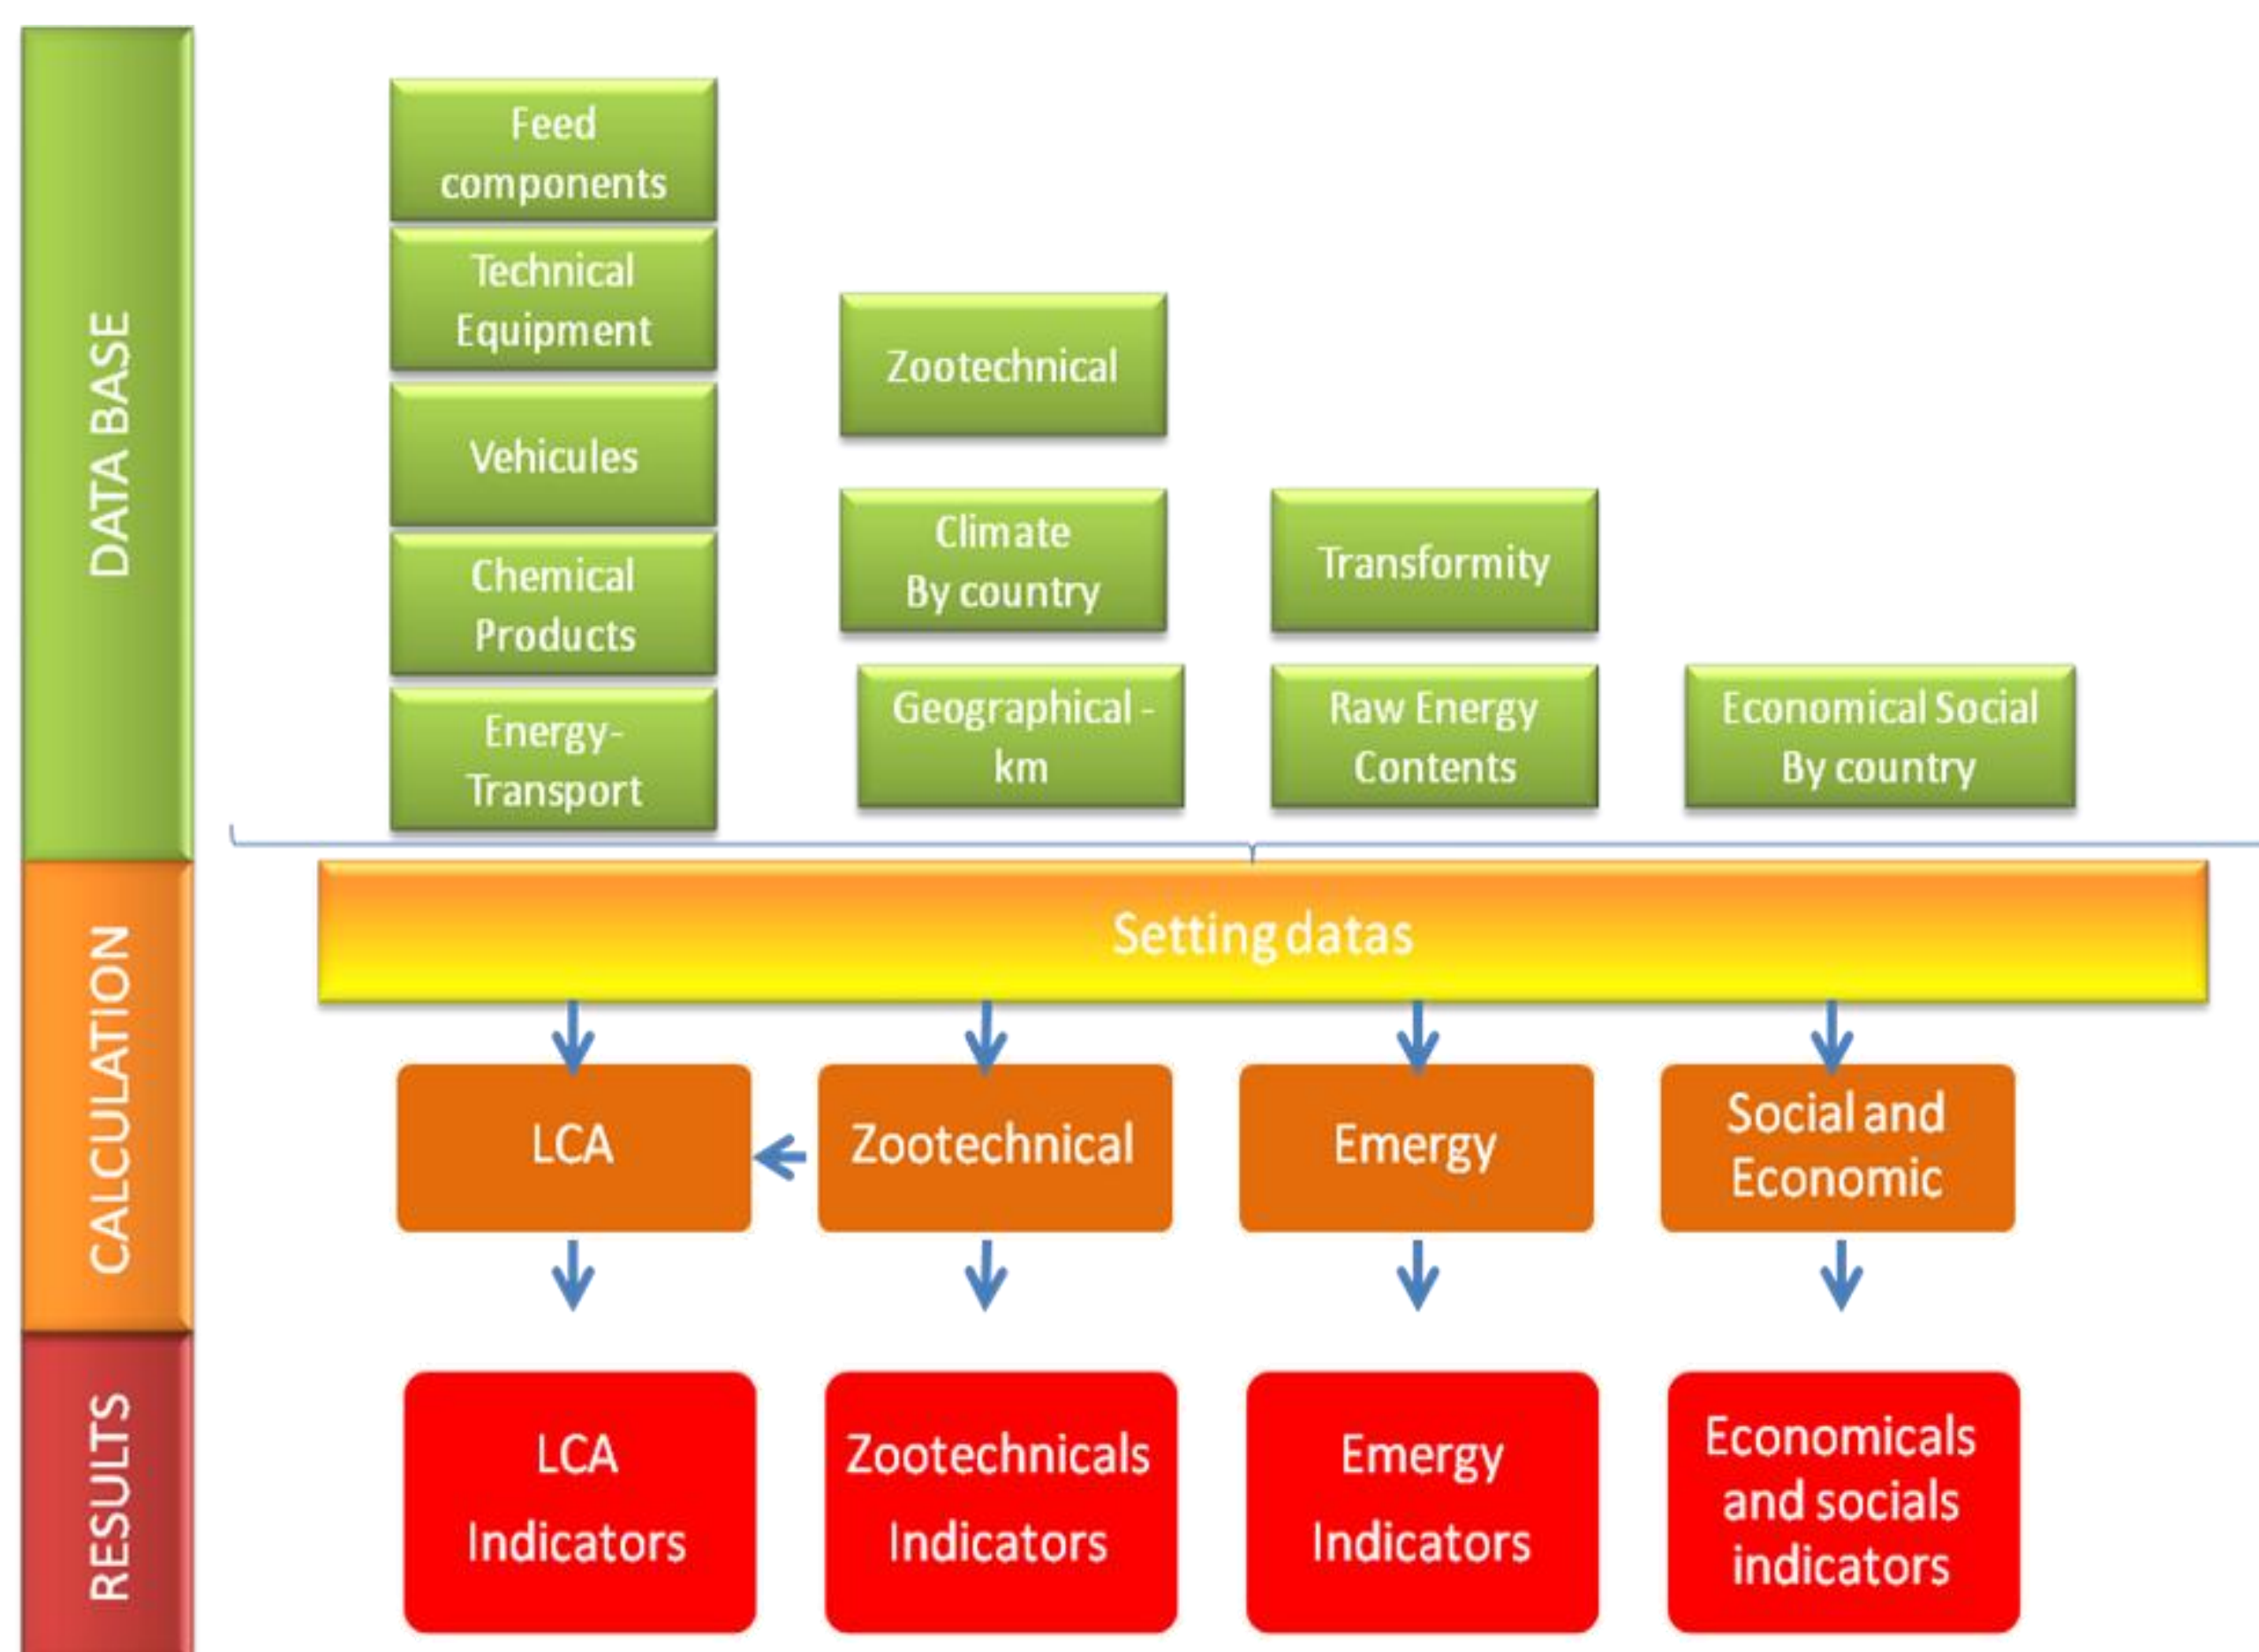 DATA BASE
Feed
components
Technical
Equipment
Vehicules
Chemical
Products
Energy-
Transport
Zootechnical
Climate
By country
Geographical -
km
Transformity
Raw Energy
Contents
Economical Social
By country
CALCULATION
Setting datas
LCA
Zootechnical
Emergy
Social and
Economic
RESULTS
LCA
Indicators
Zootechnicals
Indicators
Emergy
Indicators
Economicals
and socials
indicators